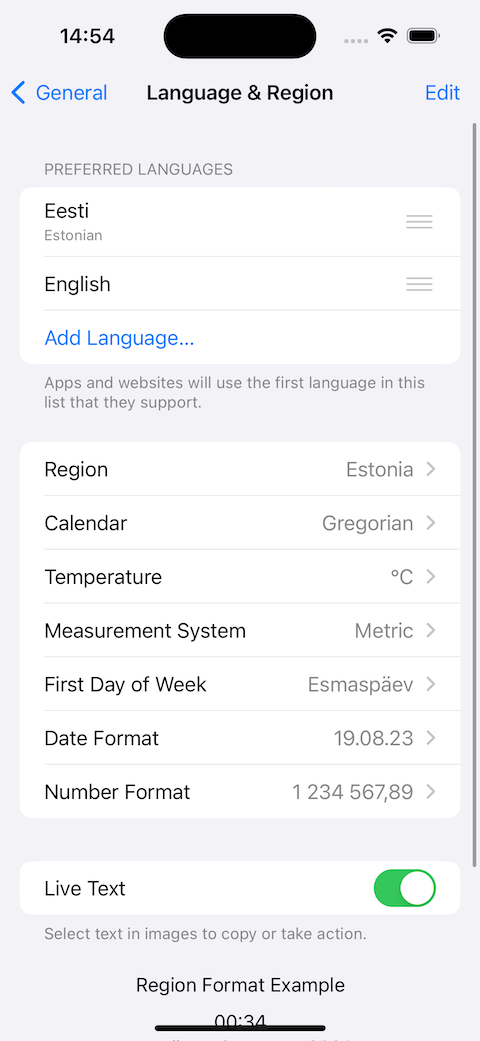 14:54
General
Language & Region
Edit
PREFERRED LANGUAGES
Eesti
Estonian
English
Add Language...
Apps and websites will use the first language in this
list that they support.
Region
Estonia
Calendar
Gregorian
Temperature
°C
Measurement System
Metric
First Day of Week
Esmaspäev
Date Format
19.08.23
Number Format
1 234 567,89
Live Text
Select text in images to copy or take action.
Region Format Example
00:34